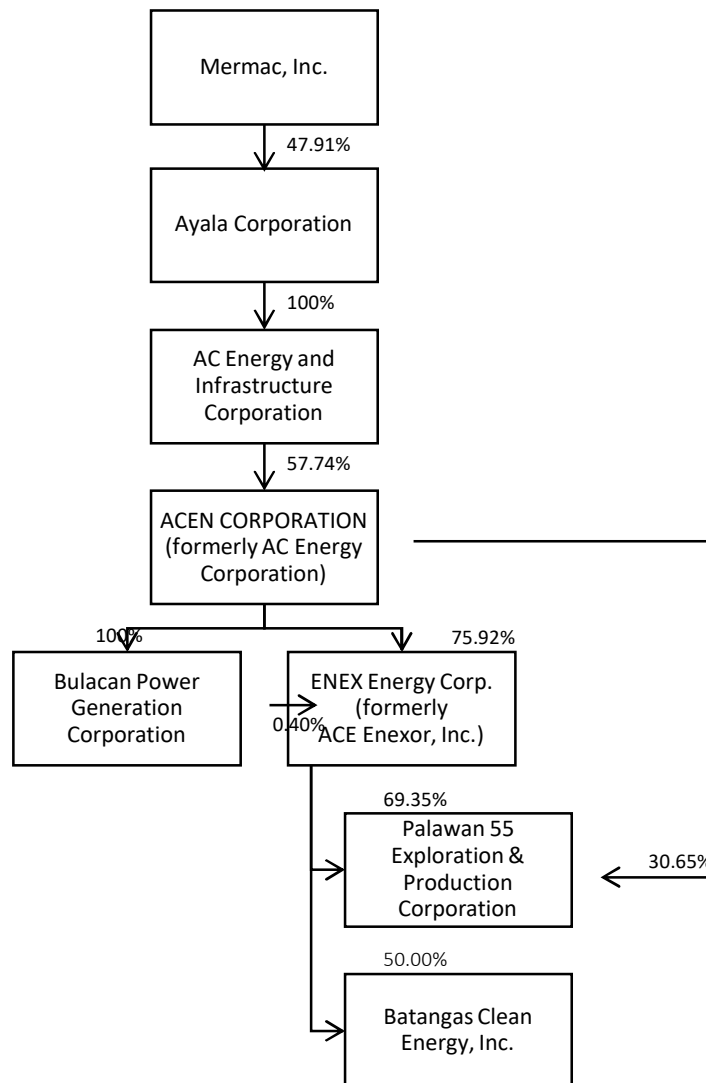 Mermac, Inc.
47.91%
Ayala Corporation
100%
AC Energy and
Infrastructure
Corporation
57.74%
ACEN CORPORATION
(formerly AC Energy
Corporation)
100%
75.92%
Bulacan Power
Generation
Corporation
0.40%
ENEX Energy Corp.
(formerly
ACE Enexor, Inc.)
69.35%
Palawan 55
Exploration &
Production
Corporation
30.65%
50.00%
Batangas Clean
Energy, Inc.